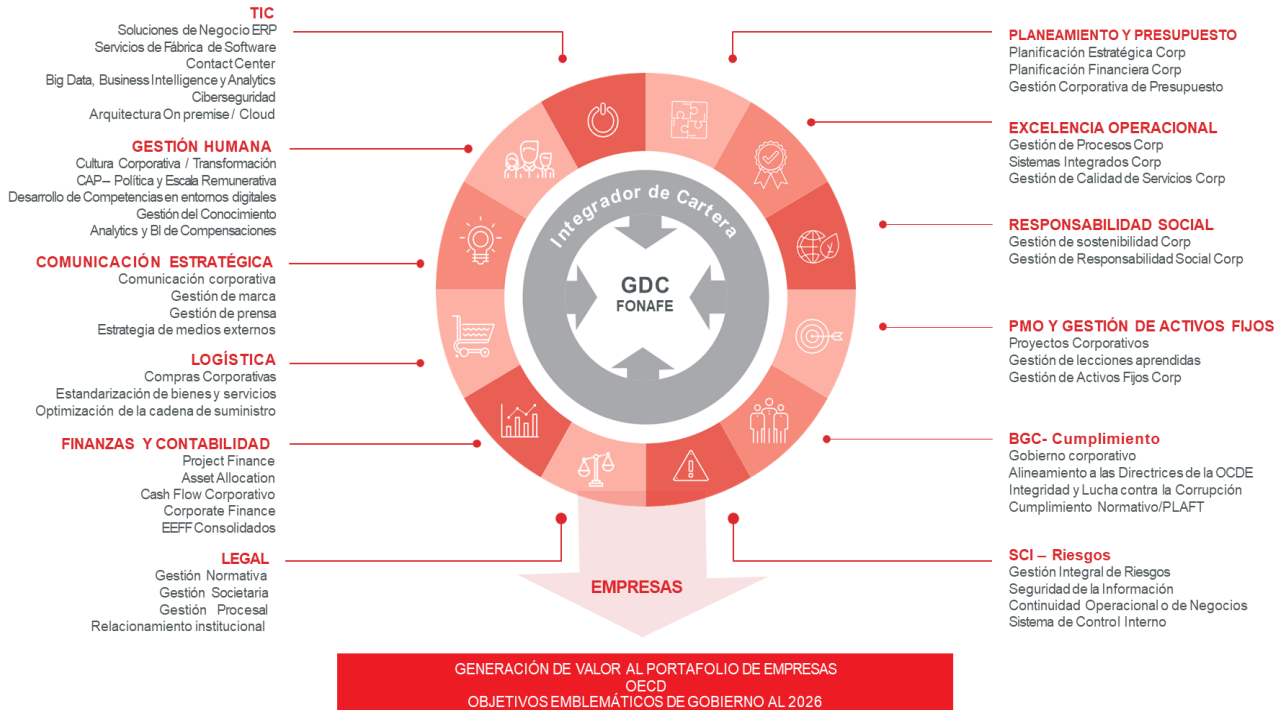 TIC
Soluciones de Negocio ERP
Servicios de Fábrica de Software
Contact Center
Big Data, Business Intelligence y Analytics
Ciberseguridad
Arquitectura On premise / Cloud
GESTIÓN HUMANA
Cultura Corporativa / Transformación
CAP – Política y Escala Remunerativa
Desarrollo de Competencias en entornos digitales
Gestión del Conocimiento
Analytics y BI de Compensaciones
COMUNICACIÓN ESTRATÉGICA
Comunicación corporativa
Gestión de marca
Gestión de prensa
Estrategia de medios externos
LOGÍSTICA
Compras Corporativas
Estandarización de bienes y servicios
Optimización de la cadena de suministro
FINANZAS Y CONTABILIDAD
Project Finance
Asset Allocation
Cash Flow Corporativo
Corporate Finance
EEFF Consolidados
LEGAL
Gestión Normativa
Gestión Societaria
Gestión Procesal
Relacionamiento institucional
Integrador de Cartera
GDC
FONAFE
PLANEAMIENTO Y PRESUPUESTO
Planificación Estratégica Corp
Planificación Financiera Corp
Gestión Corporativa de Presupuesto
EXCELENCIA OPERACIONAL
Gestión de Procesos Corp
Sistemas Integrados Corp
Gestión de Calidad de Servicios Corp
RESPONSABILIDAD SOCIAL
Gestión de sostenibilidad Corp
Gestión de Responsabilidad Social Corp
PMO Y GESTIÓN DE ACTIVOS FIJOS
Proyectos Corporativos
Gestión de lecciones aprendidas
Gestión de Activos Fijos Corp
BGC- Cumplimiento
Gobierno corporativo
Alineamiento a las Directrices de la OCDE
Integridad y Lucha contra la Corrupción
Cumplimiento Normativo/PLAFT
SCI – Riesgos
Gestión Integral de Riesgos
Seguridad de la Información
Continuidad Operacional o de Negocios
Sistema de Control Interno
EMPRESAS
GENERACIÓN DE VALOR AL PORTAFOLIO DE EMPRESAS
OECD
OBJETIVOS EMBLEMÁTICOS DE GOBIERNO AL 2026